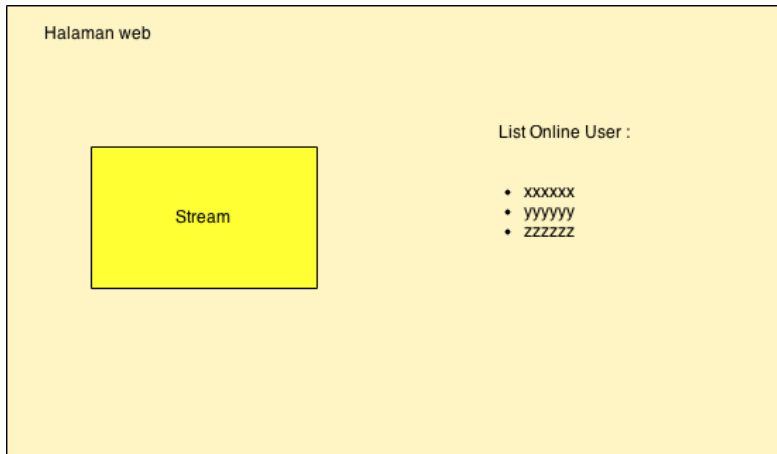 Halaman web
List Online User :
Stream
• xxxxxx
• yyyyyy
• zzzzzz